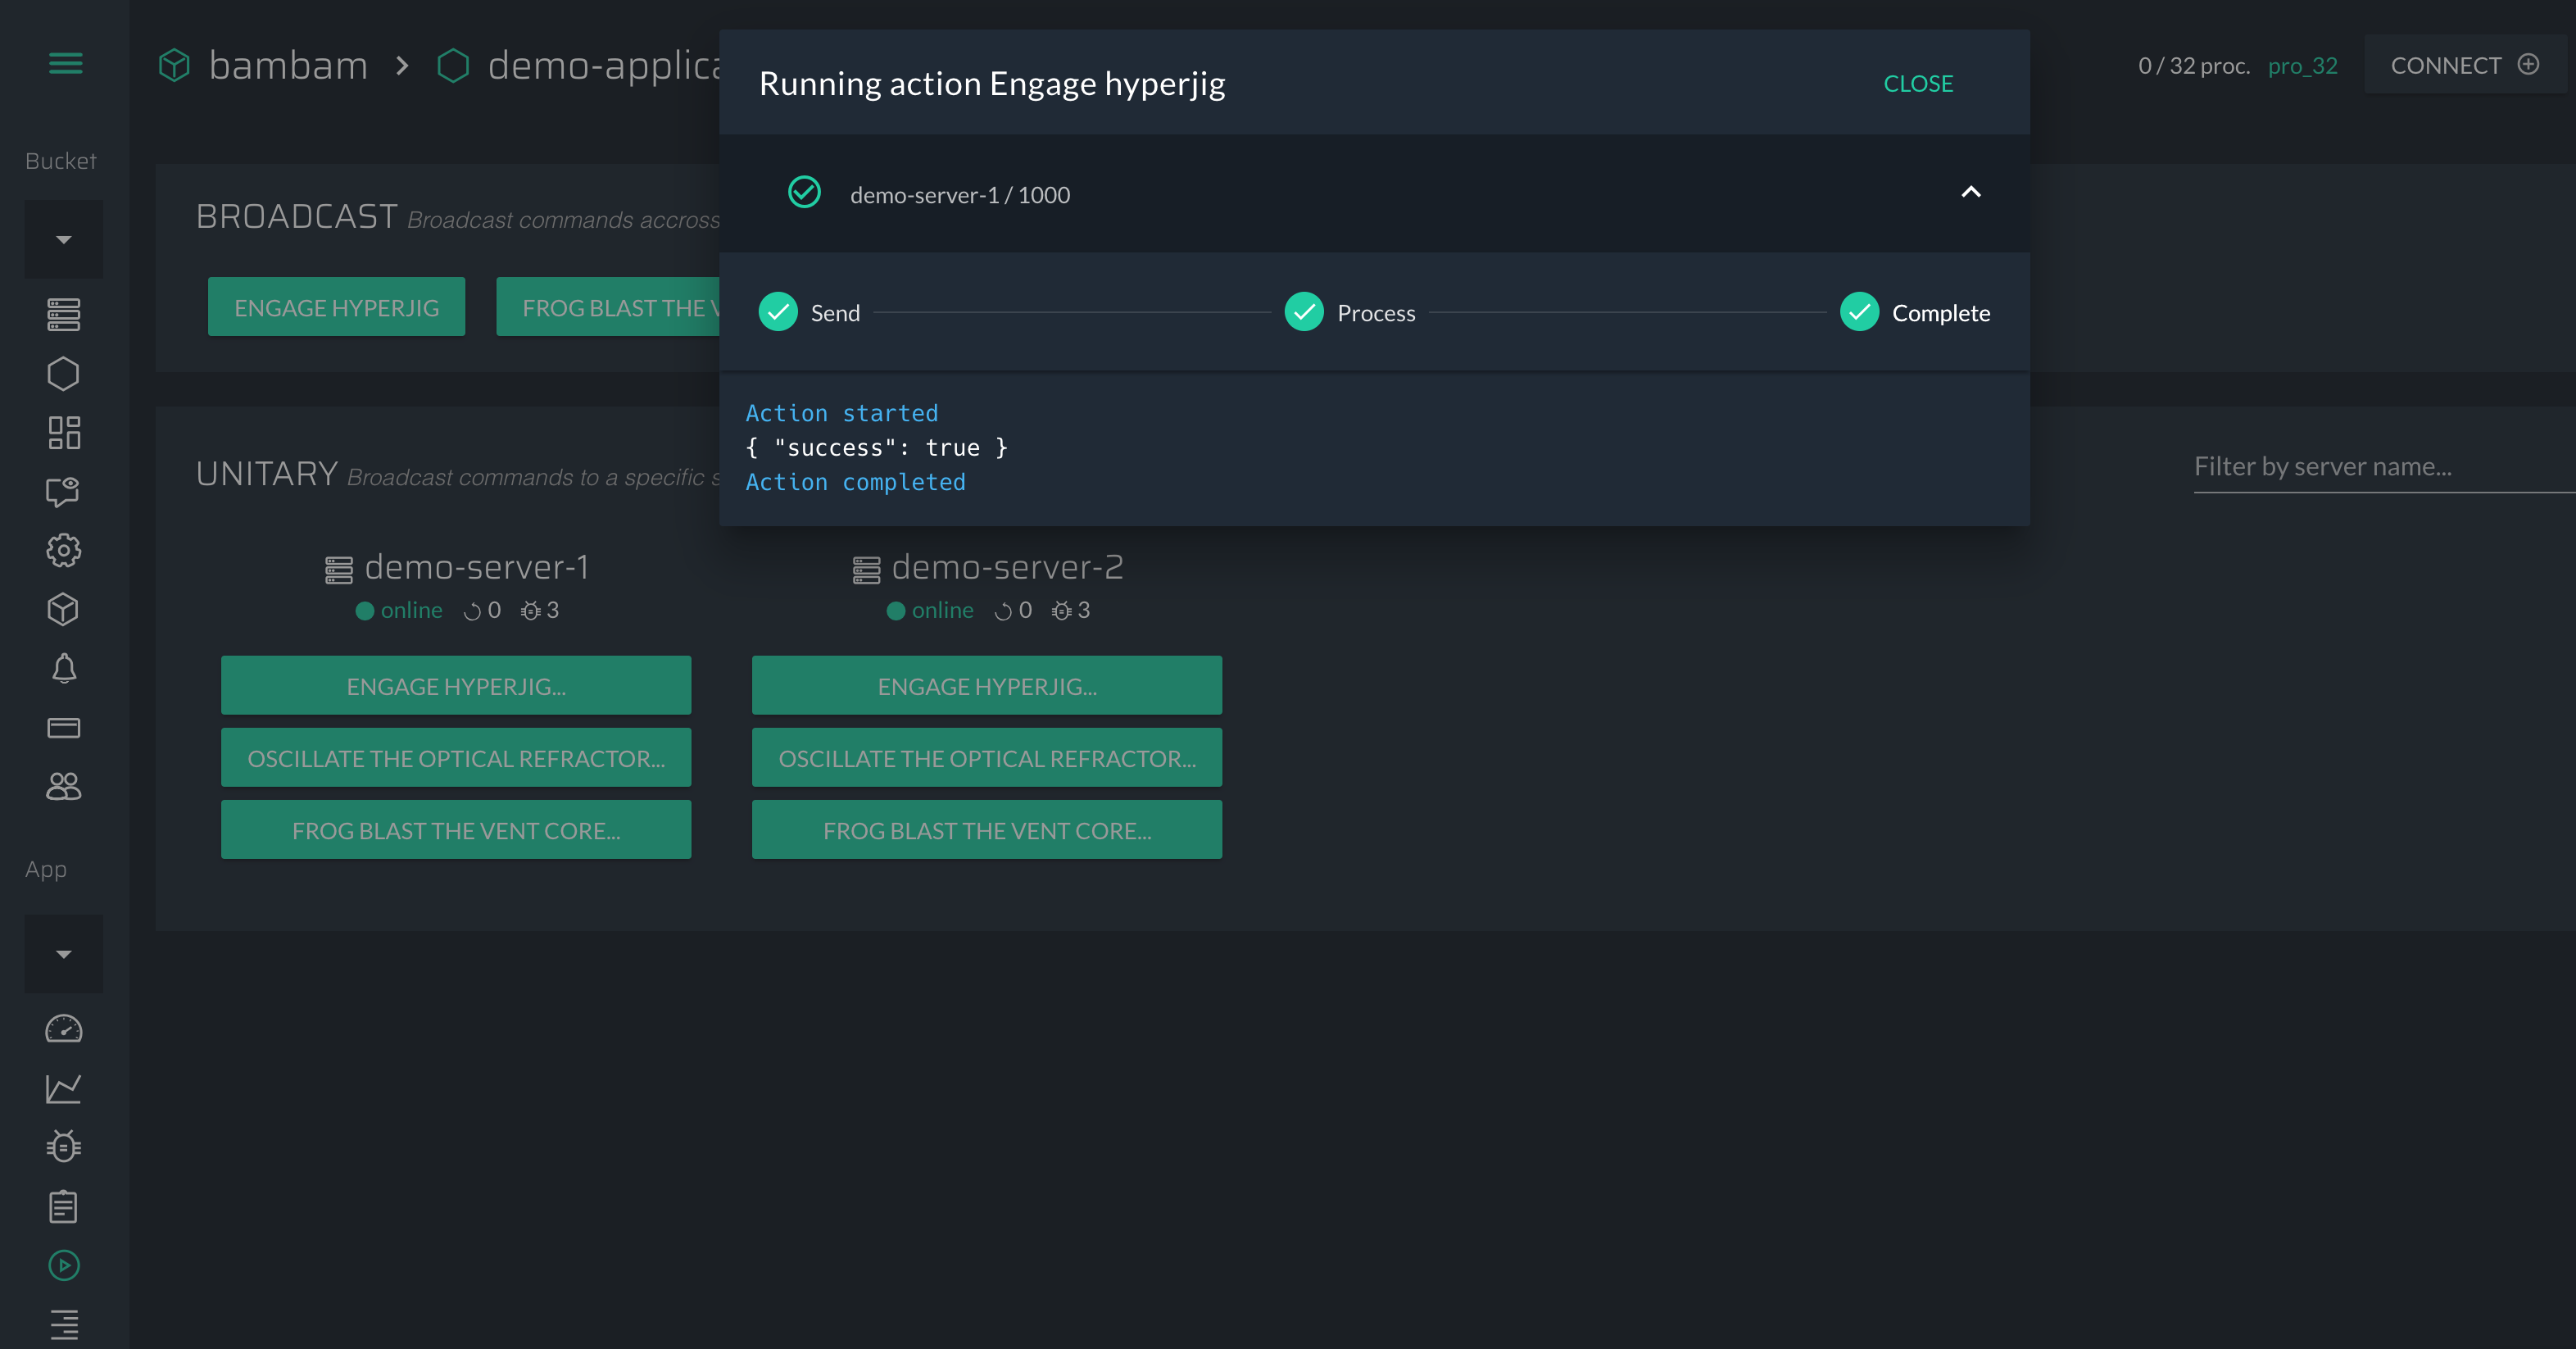 bambam > demo-applica
0 / 32 proc. pro_32 CONNECT
Running action Engage hyperjig CLOSE
demo-server-1 / 1000
Send Process Complete
Action started
{ "success": true }
Action completed
Bucket
BROADCAST Broadcast commands accross
ENGAGE HYPERJIG FROG BLAST THE V
UNITARY Broadcast commands to a specific s
Filter by server name...
demo-server-1 demo-server-2
online 0 3 online 0 3
ENGAGE HYPERJIG... ENGAGE HYPERJIG...
OSCILLATE THE OPTICAL REFRACTOR... OSCILLATE THE OPTICAL REFRACTOR...
FROG BLAST THE VENT CORE... FROG BLAST THE VENT CORE...
App